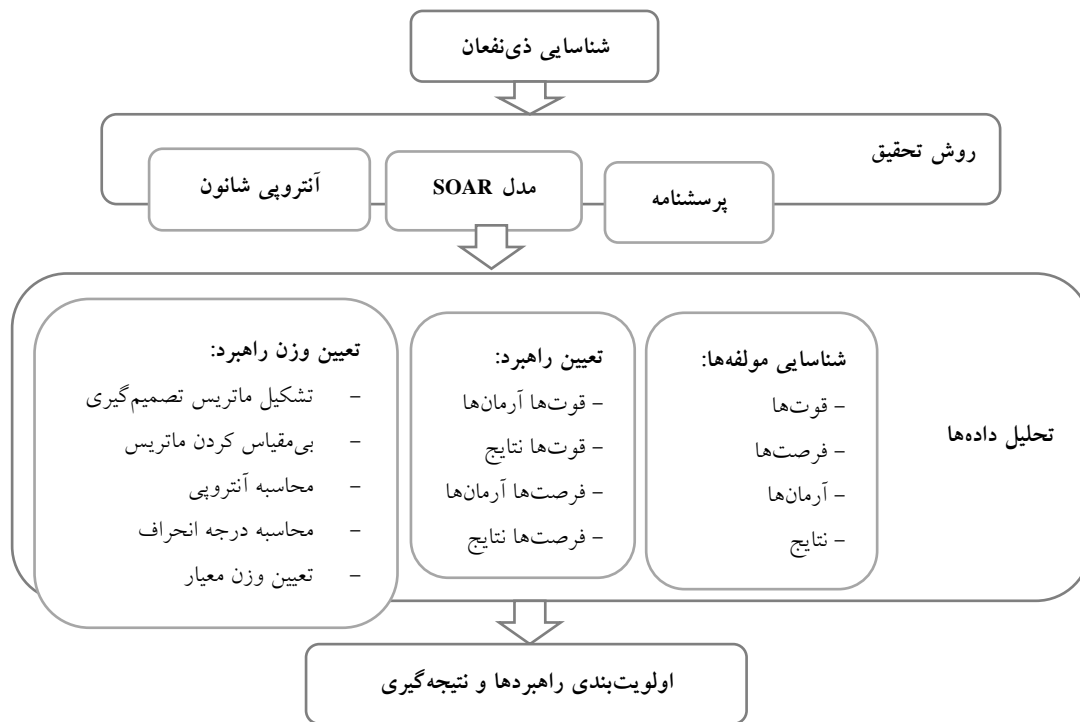 شناسایی ذی‌نفعان
روش تحقیق
پرسشنامه
مدل SOAR
آنتروپی شانون
تحلیل داده‌ها
شناسایی مولفه‌ها:
- قوت‌ها
- فرصت‌ها
- آرمان‌ها
- نتایج
تعیین راهبرد:
- قوت‌ها آرمان‌ها
- قوت‌ها نتایج
- فرصت‌ها آرمان‌ها
- فرصت‌ها نتایج
تعیین وزن راهبرد:
- تشکیل ماتریس تصمیم‌گیری
- بی‌مقیاس کردن ماتریس
- محاسبه آنتروپی
- محاسبه درجه انحراف
- تعیین وزن معیار
اولویت‌بندی راهبردها و نتیجه‌گیری